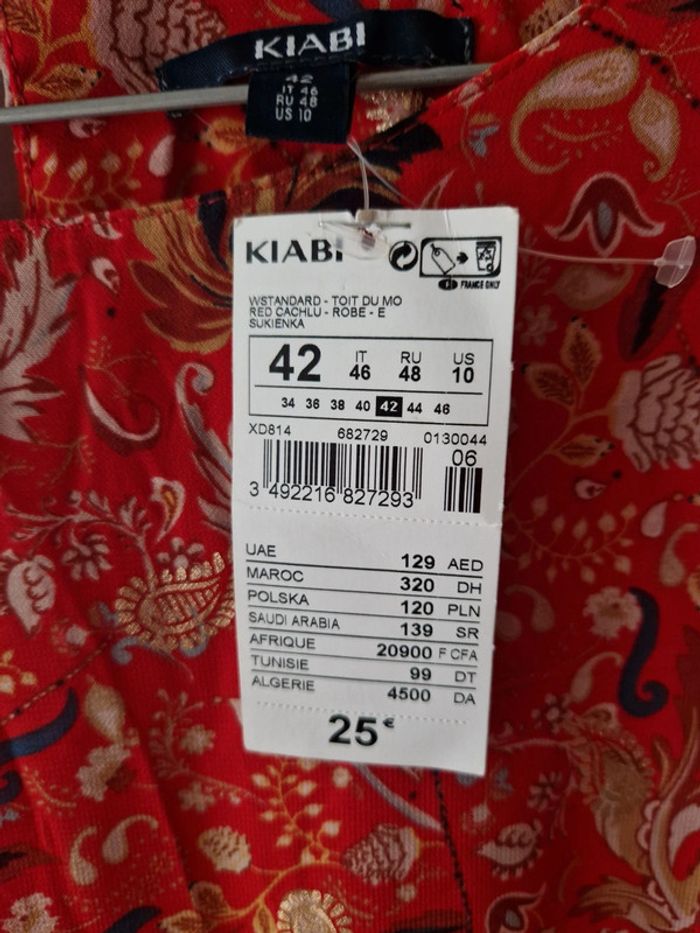 KIABI
42
IT 46
RU 48
US 10
KIABI
FRANCE ONLY
WSTANDARD - TOIT DU MO
RED CACHLU - ROBE - E
SUKIENKA
42 IT 46 RU 48 US 10
34 36 38 40 42 44 46
XD814 682729 0130044
06
3 492216 827293
UAE 129 AED
MAROC 320 DH
POLSKA 120 PLN
SAUDI ARABIA 139 SR
AFRIQUE 20900 F CFA
TUNISIE 99 DT
ALGERIE 4500 DA
25€